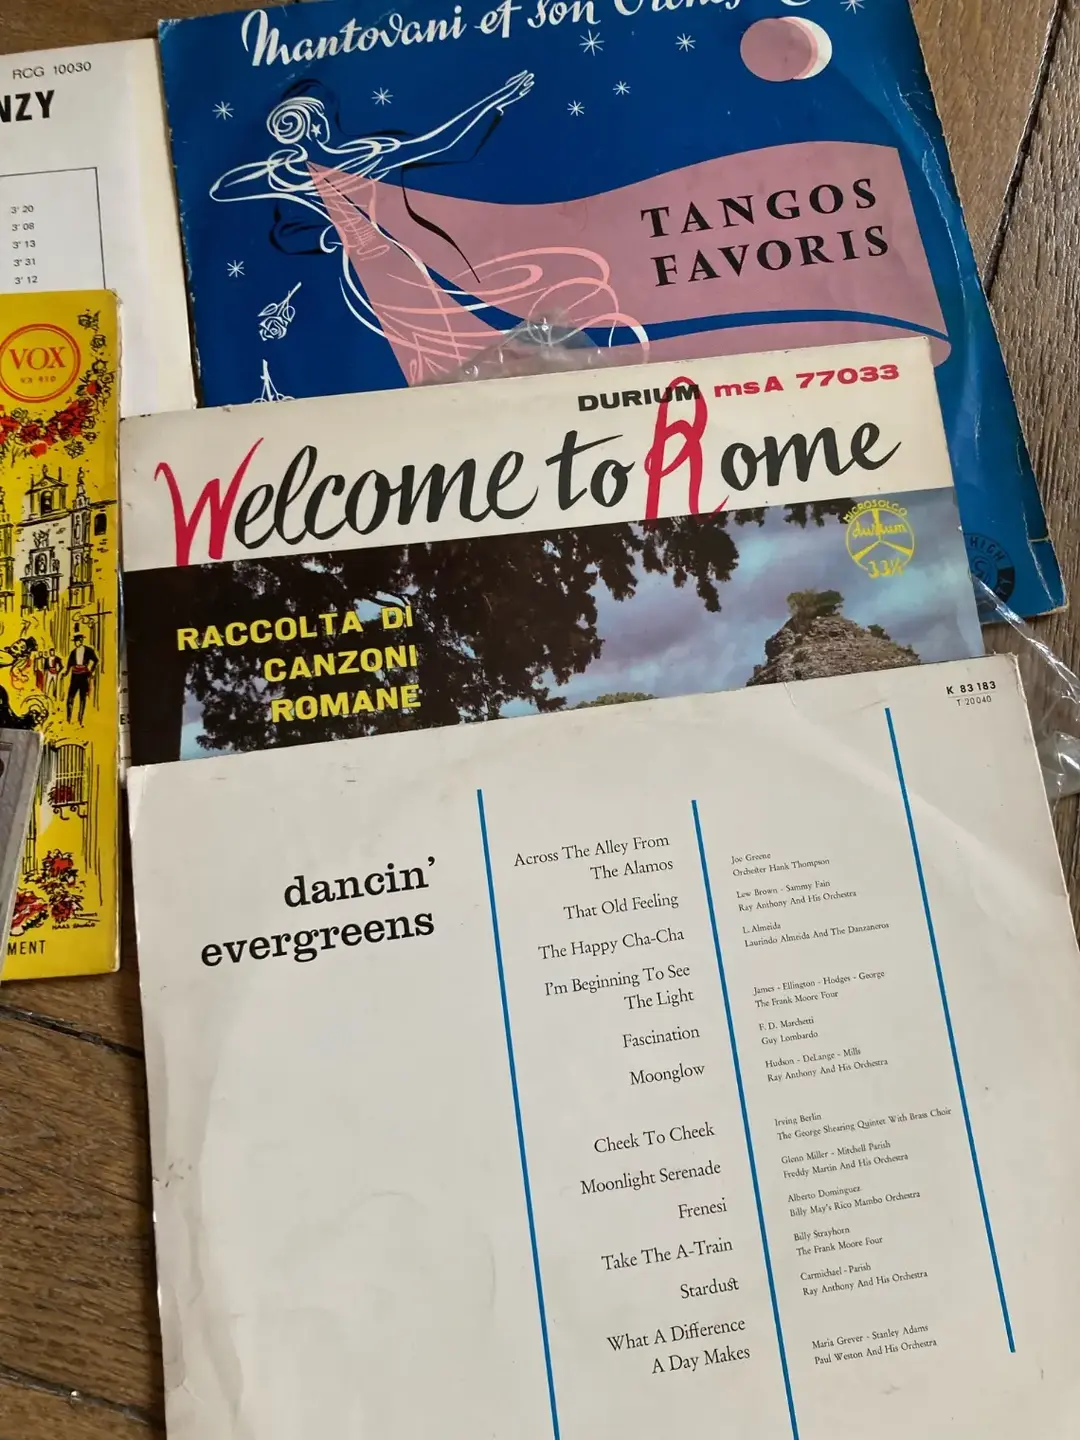 RCG 10030
NZY
3' 20
3' 08
3' 13
3' 31
3' 12
Mantovani et son
TANGOS
FAVORIS
HIGH
VOX
MENT
DURIUM msA 77033
Welcome to Rome
MICROSOLCO
durium
33⅓
RACCOLTA DI
CANZONI
ROMANE
K 83 183
T 20 040
dancin'
evergreens
Across The Alley From
The Alamos
That Old Feeling
The Happy Cha-Cha
I'm Beginning To See
The Light
Fascination
Moonglow
Cheek To Cheek
Moonlight Serenade
Frenesi
Take The A-Train
Stardust
What A Difference
A Day Makes
Joe Greene
Orchester Hank Thompson
Lew Brown - Sammy Fain
Ray Anthony And His Orchestra
L. Almeida
Laurindo Almeida And The Danzaneros
James - Ellington - Hodges - George
The Frank Moore Four
F. D. Marchetti
Guy Lombardo
Hudson - DeLange - Mills
Ray Anthony And His Orchestra
Irving Berlin
The George Shearing Quintet With Brass Choir
Glenn Miller - Mitchell Parish
Freddy Martin And His Orchestra
Alberto Dominguez
Billy May's Rico Mambo Orchestra
Billy Strayhorn
The Frank Moore Four
Carmichael - Parish
Ray Anthony And His Orchestra
Maria Grever - Stanley Adams
Paul Weston And His Orchestra